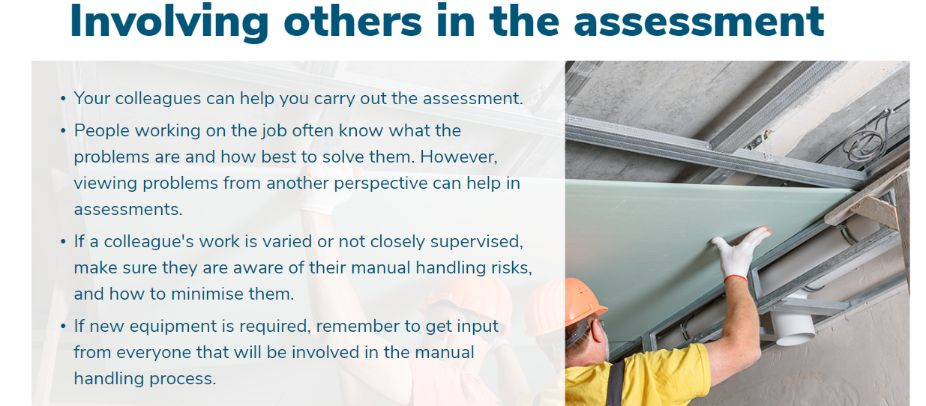 Involving others in the assessment
• Your colleagues can help you carry out the assessment.
• People working on the job often know what the
problems are and how best to solve them. However,
viewing problems from another perspective can help in
assessments.
• If a colleague's work is varied or not closely supervised,
make sure they are aware of their manual handling risks,
and how to minimise them.
• If new equipment is required, remember to get input
from everyone that will be involved in the manual
handling process.